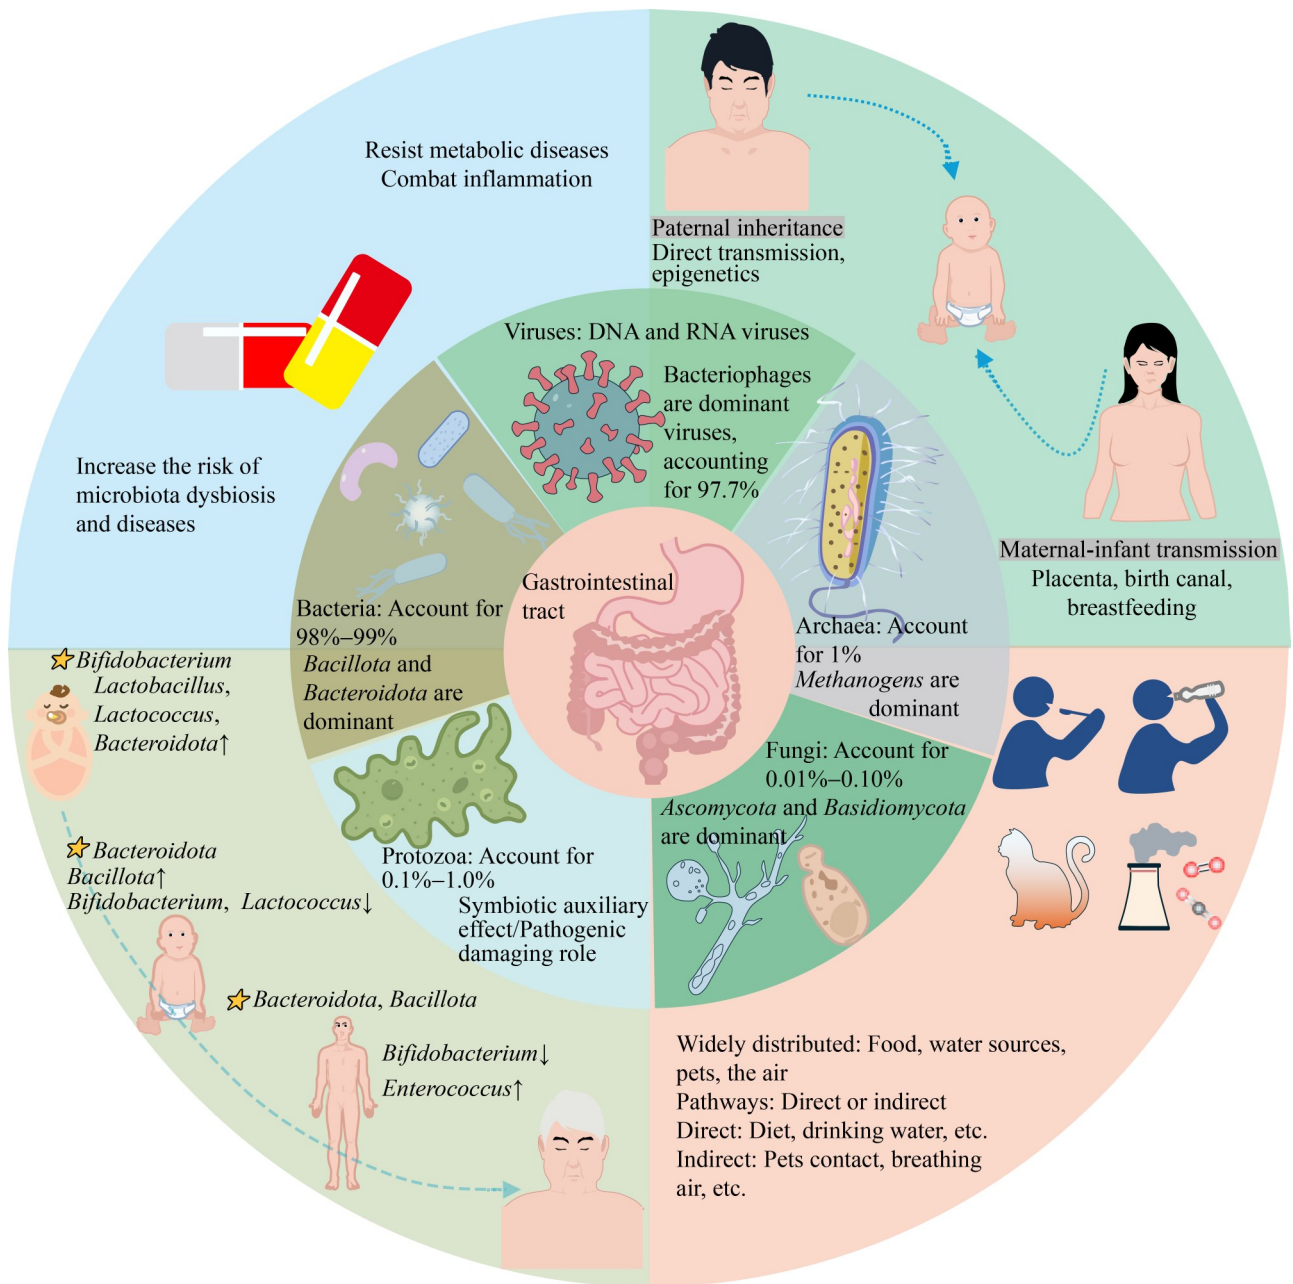 Resist metabolic diseases
Combat inflammation
Increase the risk of
microbiota dysbiosis
and diseases
Paternal inheritance
Direct transmission,
epigenetics
Maternal-infant transmission
Placenta, birth canal,
breastfeeding
Viruses: DNA and RNA viruses
Bacteriophages
are dominant
viruses,
accounting
for 97.7%
Bacteria: Account for
98%–99%
Bacillota and
Bacteroidota are
dominant
Gastrointestinal
tract
Archaea: Account
for 1%
Methanogens are
dominant
Fungi: Account for
0.01%–0.10%
Ascomycota and Basidiomycota
are dominant
Protozoa: Account for
0.1%–1.0%
Symbiotic auxiliary
effect/Pathogenic
damaging role
Bifidobacterium
Lactobacillus,
Lactococcus,
Bacteroidota↑
Bacteroidota
Bacillota↑
Bifidobacterium, Lactococcus↓
Bacteroidota, Bacillota
Bifidobacterium↓
Enterococcus↑
Widely distributed: Food, water sources,
pets, the air
Pathways: Direct or indirect
Direct: Diet, drinking water, etc.
Indirect: Pets contact, breathing
air, etc.